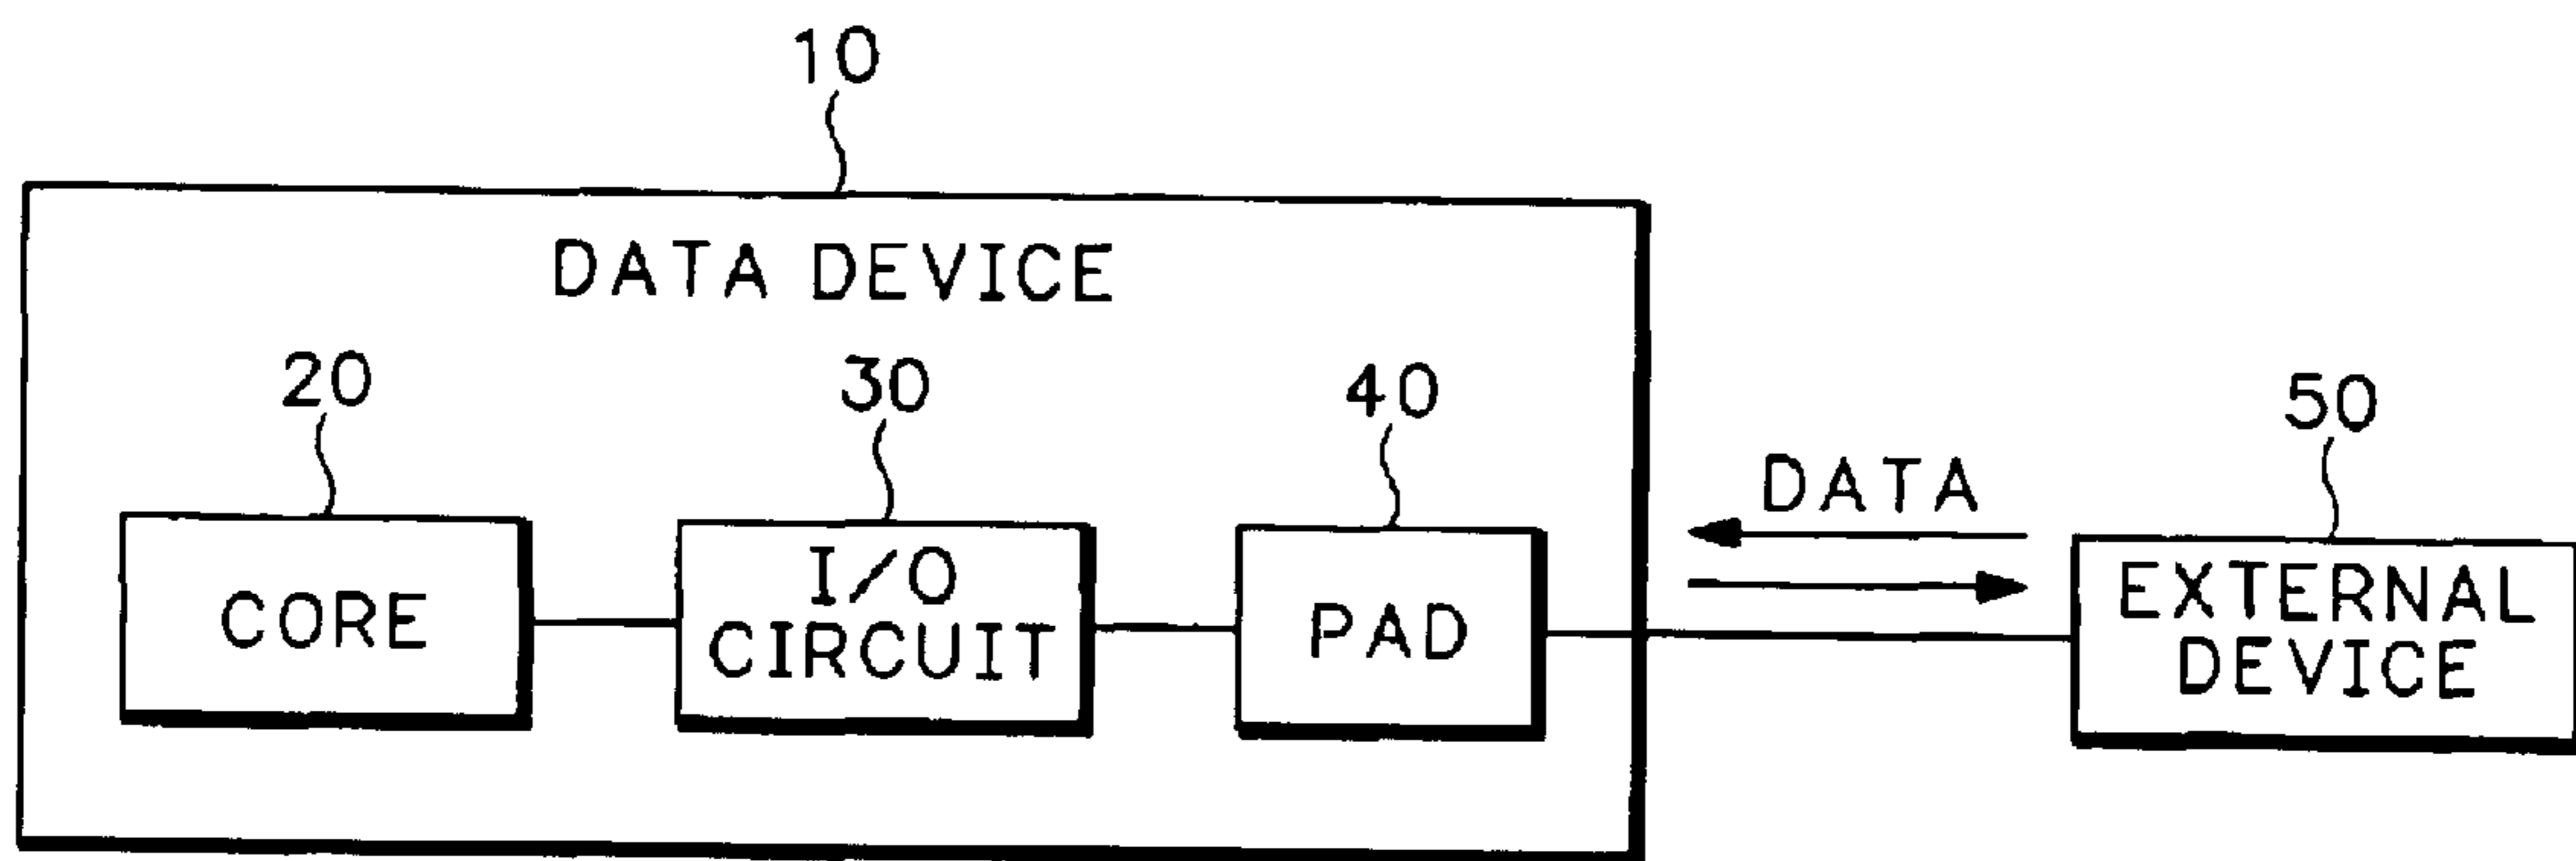 10
DATA DEVICE
20
30
40
50
DATA
CORE
I/O
CIRCUIT
PAD
EXTERNAL
DEVICE